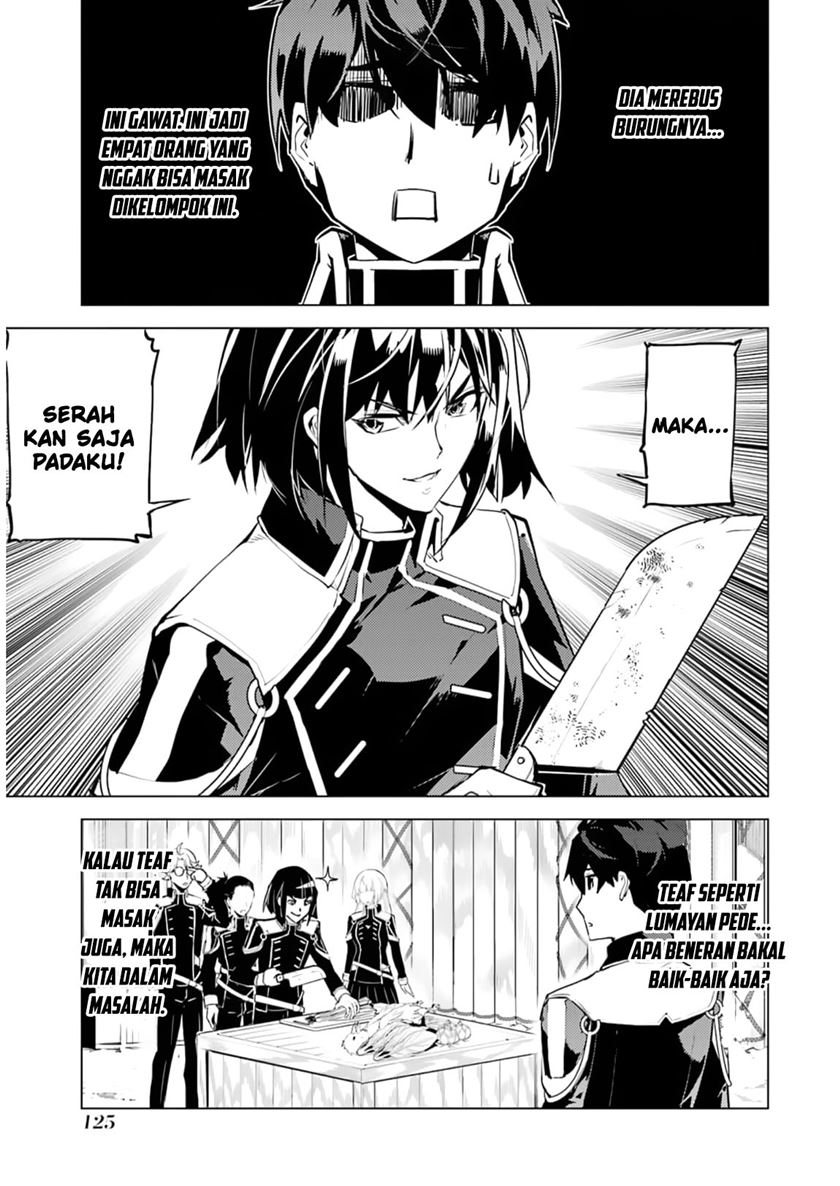 DIA MEREBUS
BURUNGNYA...
INI GAWAT. INI JADI
EMPAT ORANG YANG
NGGAK BISA MASAK
DIKELOMPOK INI.
MAKA...
SERAH
KAN SAJA
PADAKU!
TEAF SEPERTI
LUMAYAN PEDE...
APA BENERAN BAKAL
BAIK-BAIK AJA?
KALAU TEAF
TAK BISA
MASAK
JUGA, MAKA
KITA DALAM
MASALAH.
125